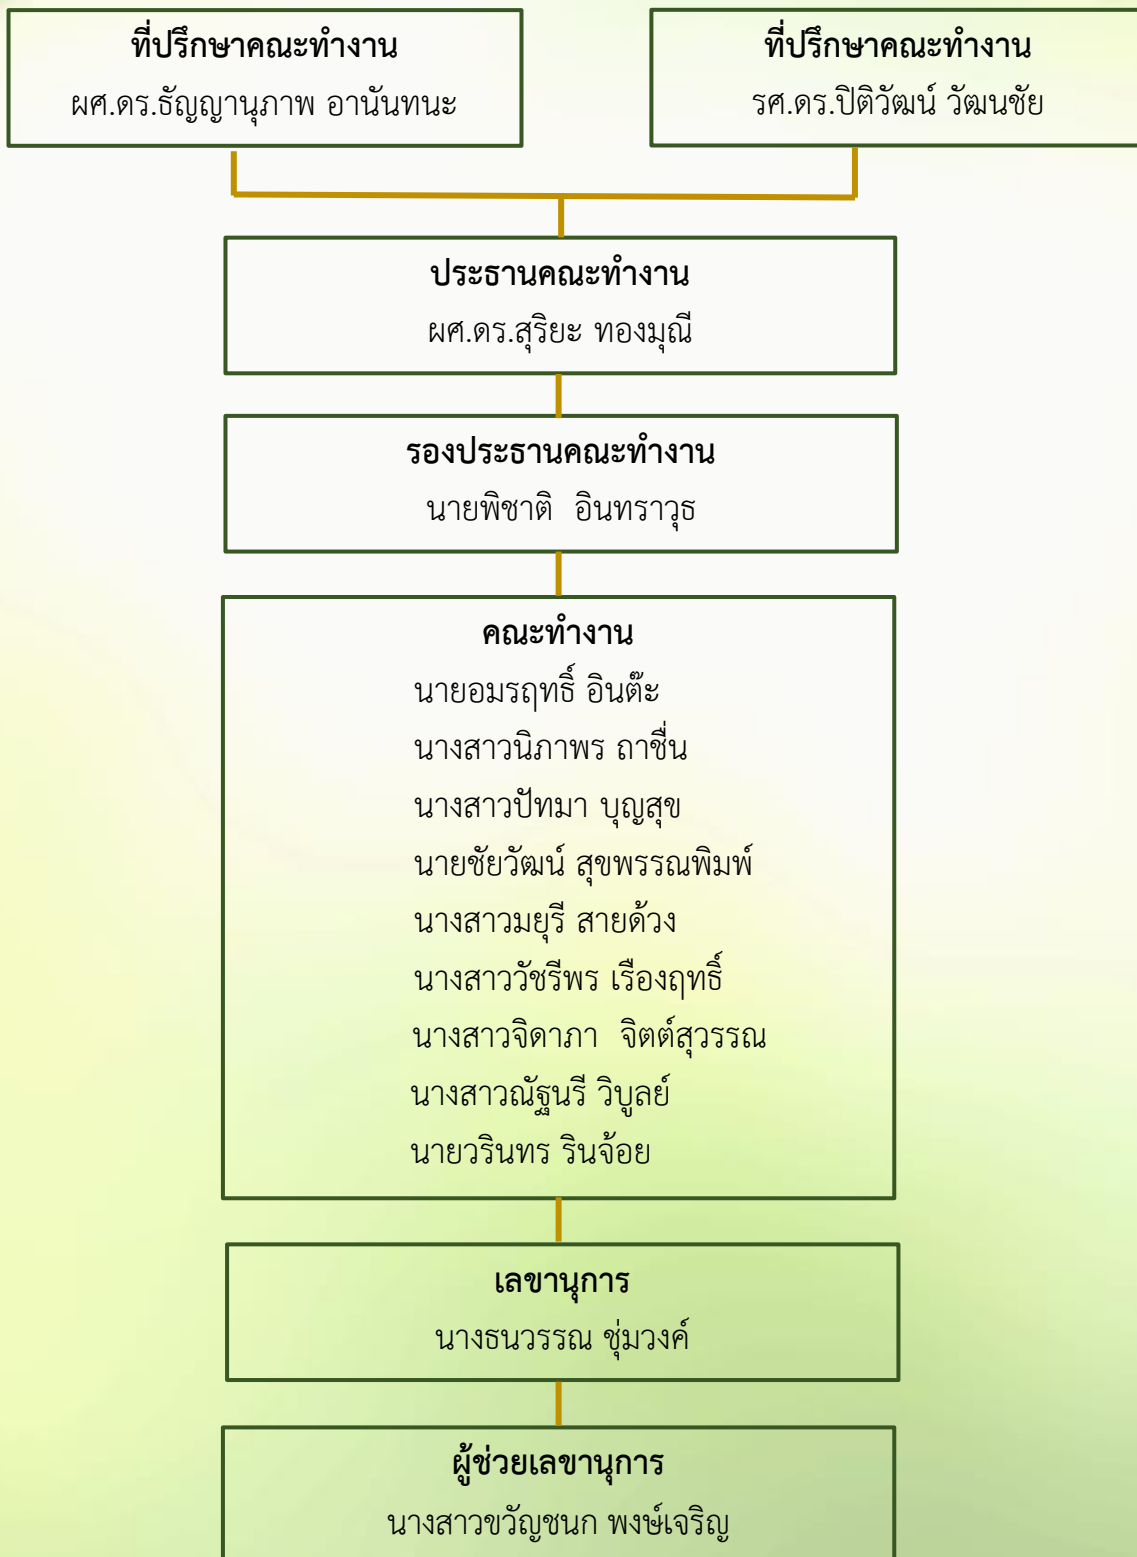 ที่ปรึกษาคณะทำงาน
ผศ.ดร.ธัญญานุภาพ อานันทนะ
ที่ปรึกษาคณะทำงาน
รศ.ดร.ปิติวัฒน์ วัฒนชัย
ประธานคณะทำงาน
ผศ.ดร.สุริยะ ทองมุณี
รองประธานคณะทำงาน
นายพิชาติ  อินทราวุธ
คณะทำงาน
นายอมรฤทธิ์ อินต๊ะ
นางสาวนิภาพร ถาชื่น
นางสาวปัทมา บุญสุข
นายชัยวัฒน์ สุขพรรณพิมพ์
นางสาวมยุรี สายด้วง
นางสาววัชรีพร เรืองฤทธิ์
นางสาวจิดาภา  จิตต์สุวรรณ
นางสาวณัฐนรี วิบูลย์
นายวรินทร รินจ้อย
เลขานุการ
นางธนวรรณ ชุ่มวงค์
ผู้ช่วยเลขานุการ
นางสาวขวัญชนก พงษ์เจริญ